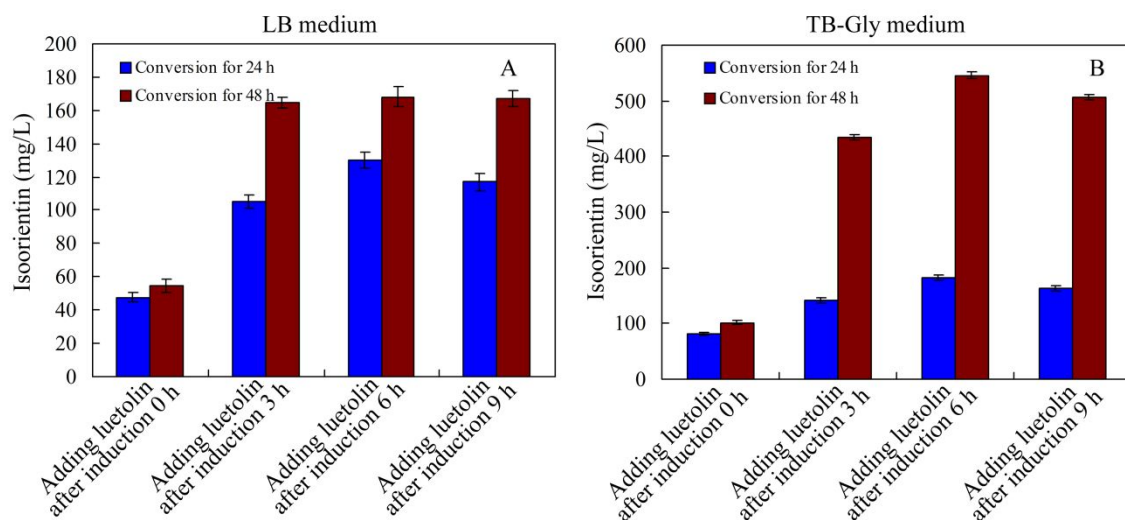 LB medium
200
180
160
140
120
100
80
60
40
20
0
Isoorientin (mg/L)
Conversion for 24 h
Conversion for 48 h
A
Adding luetolin
after induction 0 h
Adding luetolin
after induction 3 h
Adding luetolin
after induction 6 h
Adding luetolin
after induction 9 h
TB-Gly medium
600
500
400
300
200
100
0
Isoorientin (mg/L)
Conversion for 24 h
Conversion for 48 h
B
Adding luetolin
after induction 0 h
Adding luetolin
after induction 3 h
Adding luetolin
after induction 6 h
Adding luetolin
after induction 9 h